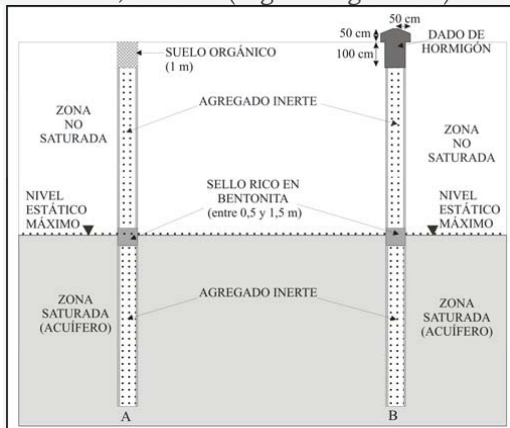 50 cm
50 cm
100 cm
SUELO ORGÁNICO
(1 m)
DADO DE
HORMIGÓN
AGREGADO INERTE
ZONA
NO
SATURADA
ZONA
NO
SATURADA
SELLO RICO EN
BENTONITA
(entre 0,5 y 1,5 m)
NIVEL
ESTÁTICO
MÁXIMO
NIVEL
ESTÁTICO
MÁXIMO
AGREGADO INERTE
ZONA
SATURADA
(ACUÍFERO)
ZONA
SATURADA
(ACUÍFERO)
A
B